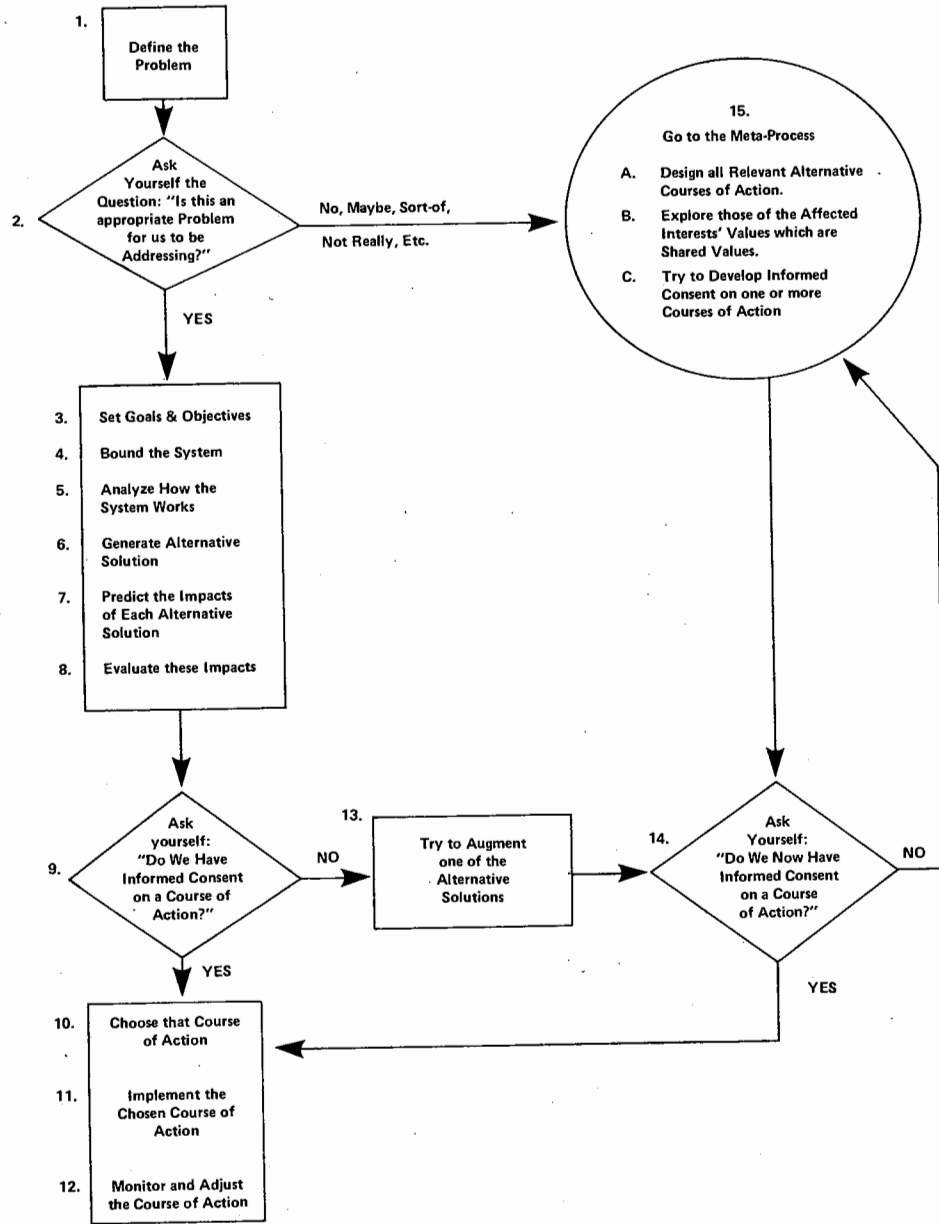 1.
Define the
Problem
2.
Ask
Yourself the
Question: "Is this an
appropriate Problem
for us to be
Addressing?"
No, Maybe, Sort-of,
Not Really, Etc.
YES
15.
Go to the Meta-Process
A. Design all Relevant Alternative
Courses of Action.
B. Explore those of the Affected
Interests' Values which are
Shared Values.
C. Try to Develop Informed
Consent on one or more
Courses of Action
3. Set Goals & Objectives
4. Bound the System
5. Analyze How the
System Works
6. Generate Alternative
Solution
7. Predict the Impacts
of Each Alternative
Solution
8. Evaluate these Impacts
9.
Ask
yourself:
"Do We Have
Informed Consent
on a Course of
Action?"
NO
YES
13.
Try to Augment
one of the
Alternative
Solutions
14.
Ask
Yourself:
"Do We Now Have
Informed Consent
on a Course
of Action?"
NO
YES
10. Choose that Course
of Action
11. Implement the
Chosen Course of
Action
12. Monitor and Adjust
the Course of Action